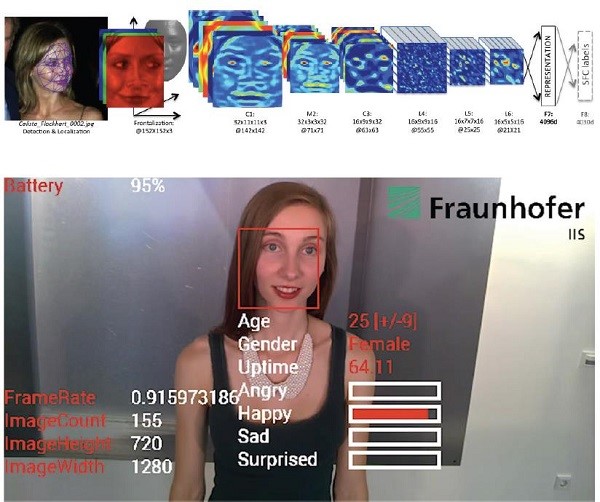 Calista_Flockhart_0002.jpg
Detection & Localization
Frontalization:
@152X152x3
C1:
32x11x11x3
@142x142
M2:
32x3x3x32
@71x71
C3:
16x9x9x32
@63x63
L4:
16x9x9x16
@55x55
L5:
16x7x7x16
@25x25
L6:
16x5x5x16
@21X21
REPRESENTATION
F7:
4096d
SFC labels
F8:
4030d
Battery 95%
Fraunhofer
IIS
Age 25 [+/-9]
Gender Female
Uptime 64.11
Angry
Happy
Sad
Surprised
FrameRate 0.915973186
ImageCount 155
ImageHeight 720
ImageWidth 1280